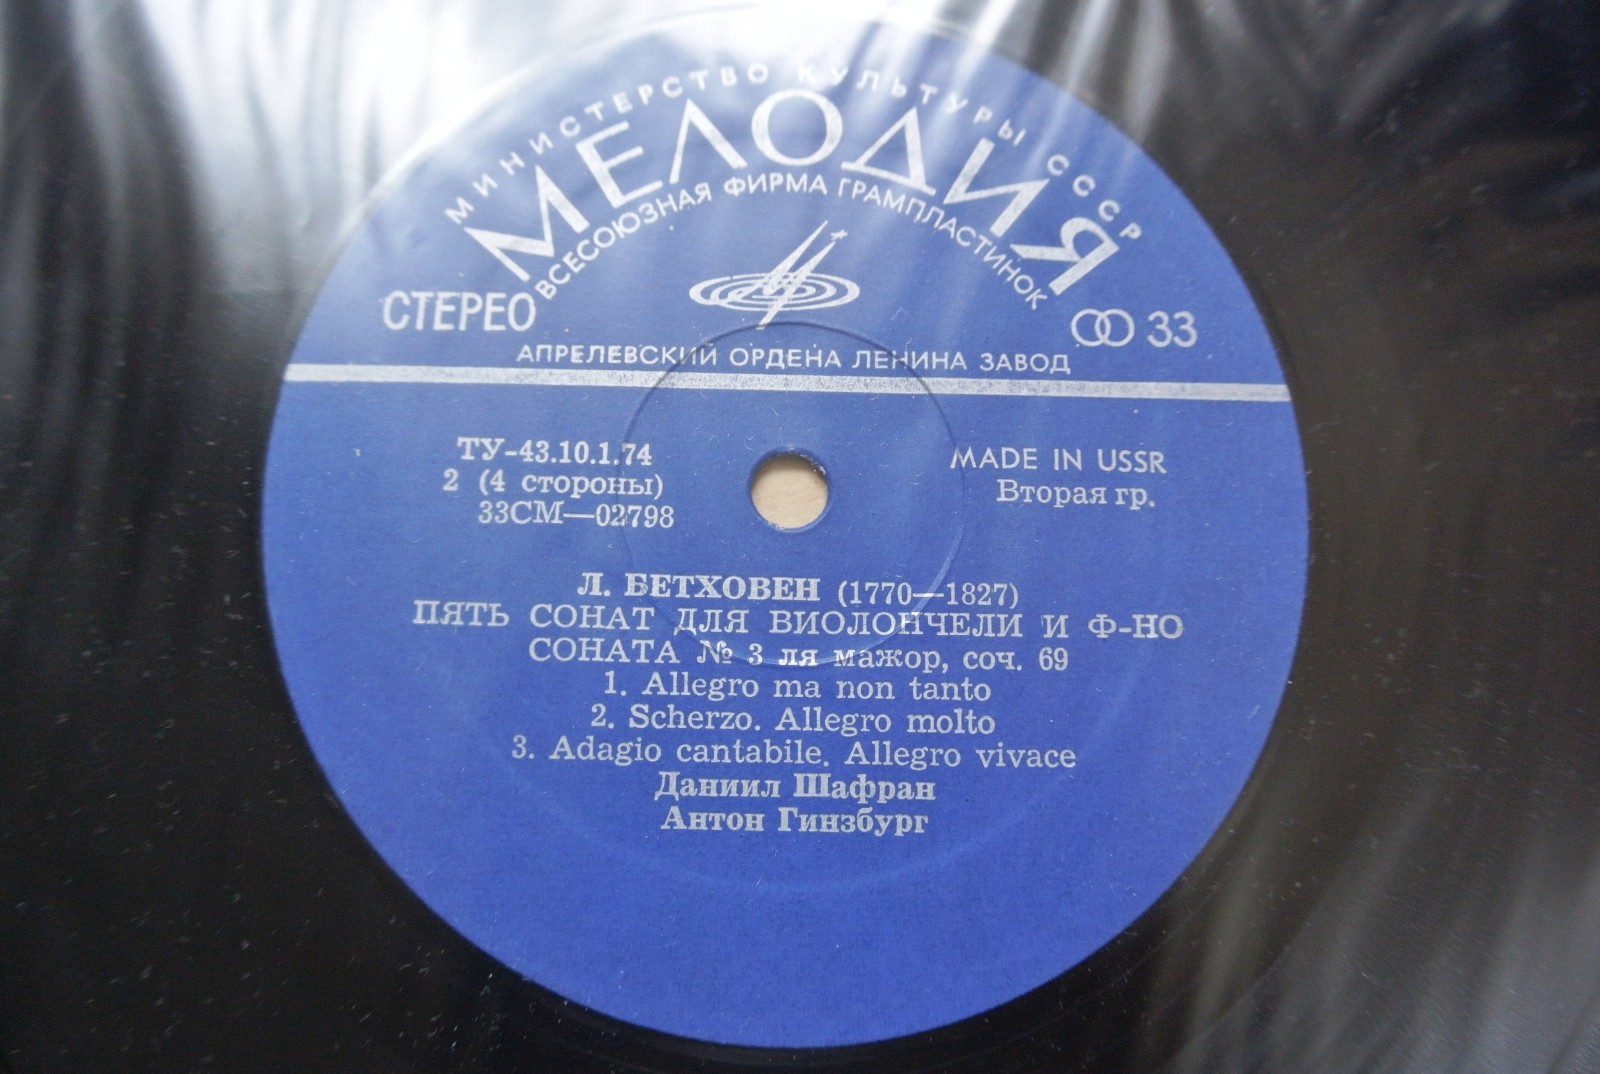 МИНИСТЕРСТВО КУЛЬТУРЫ СССР
МЕЛОДИЯ
ВСЕСОЮЗНАЯ ФИРМА ГРАМПЛАСТИНОК
СТЕРЕО
33
АПРЕЛЕВСКИЙ ОРДЕНА ЛЕНИНА ЗАВОД
ТУ-43.10.1.74
2 (4 стороны)
33СМ—02798
MADE IN USSR
Вторая гр.
Л. БЕТХОВЕН (1770—1827)
ПЯТЬ СОНАТ ДЛЯ ВИОЛОНЧЕЛИ И Ф-НО
СОНАТА № 3 ля мажор, соч. 69
1. Allegro ma non tanto
2. Scherzo. Allegro molto
3. Adagio cantabile. Allegro vivace
Даниил Шафран
Антон Гинзбург